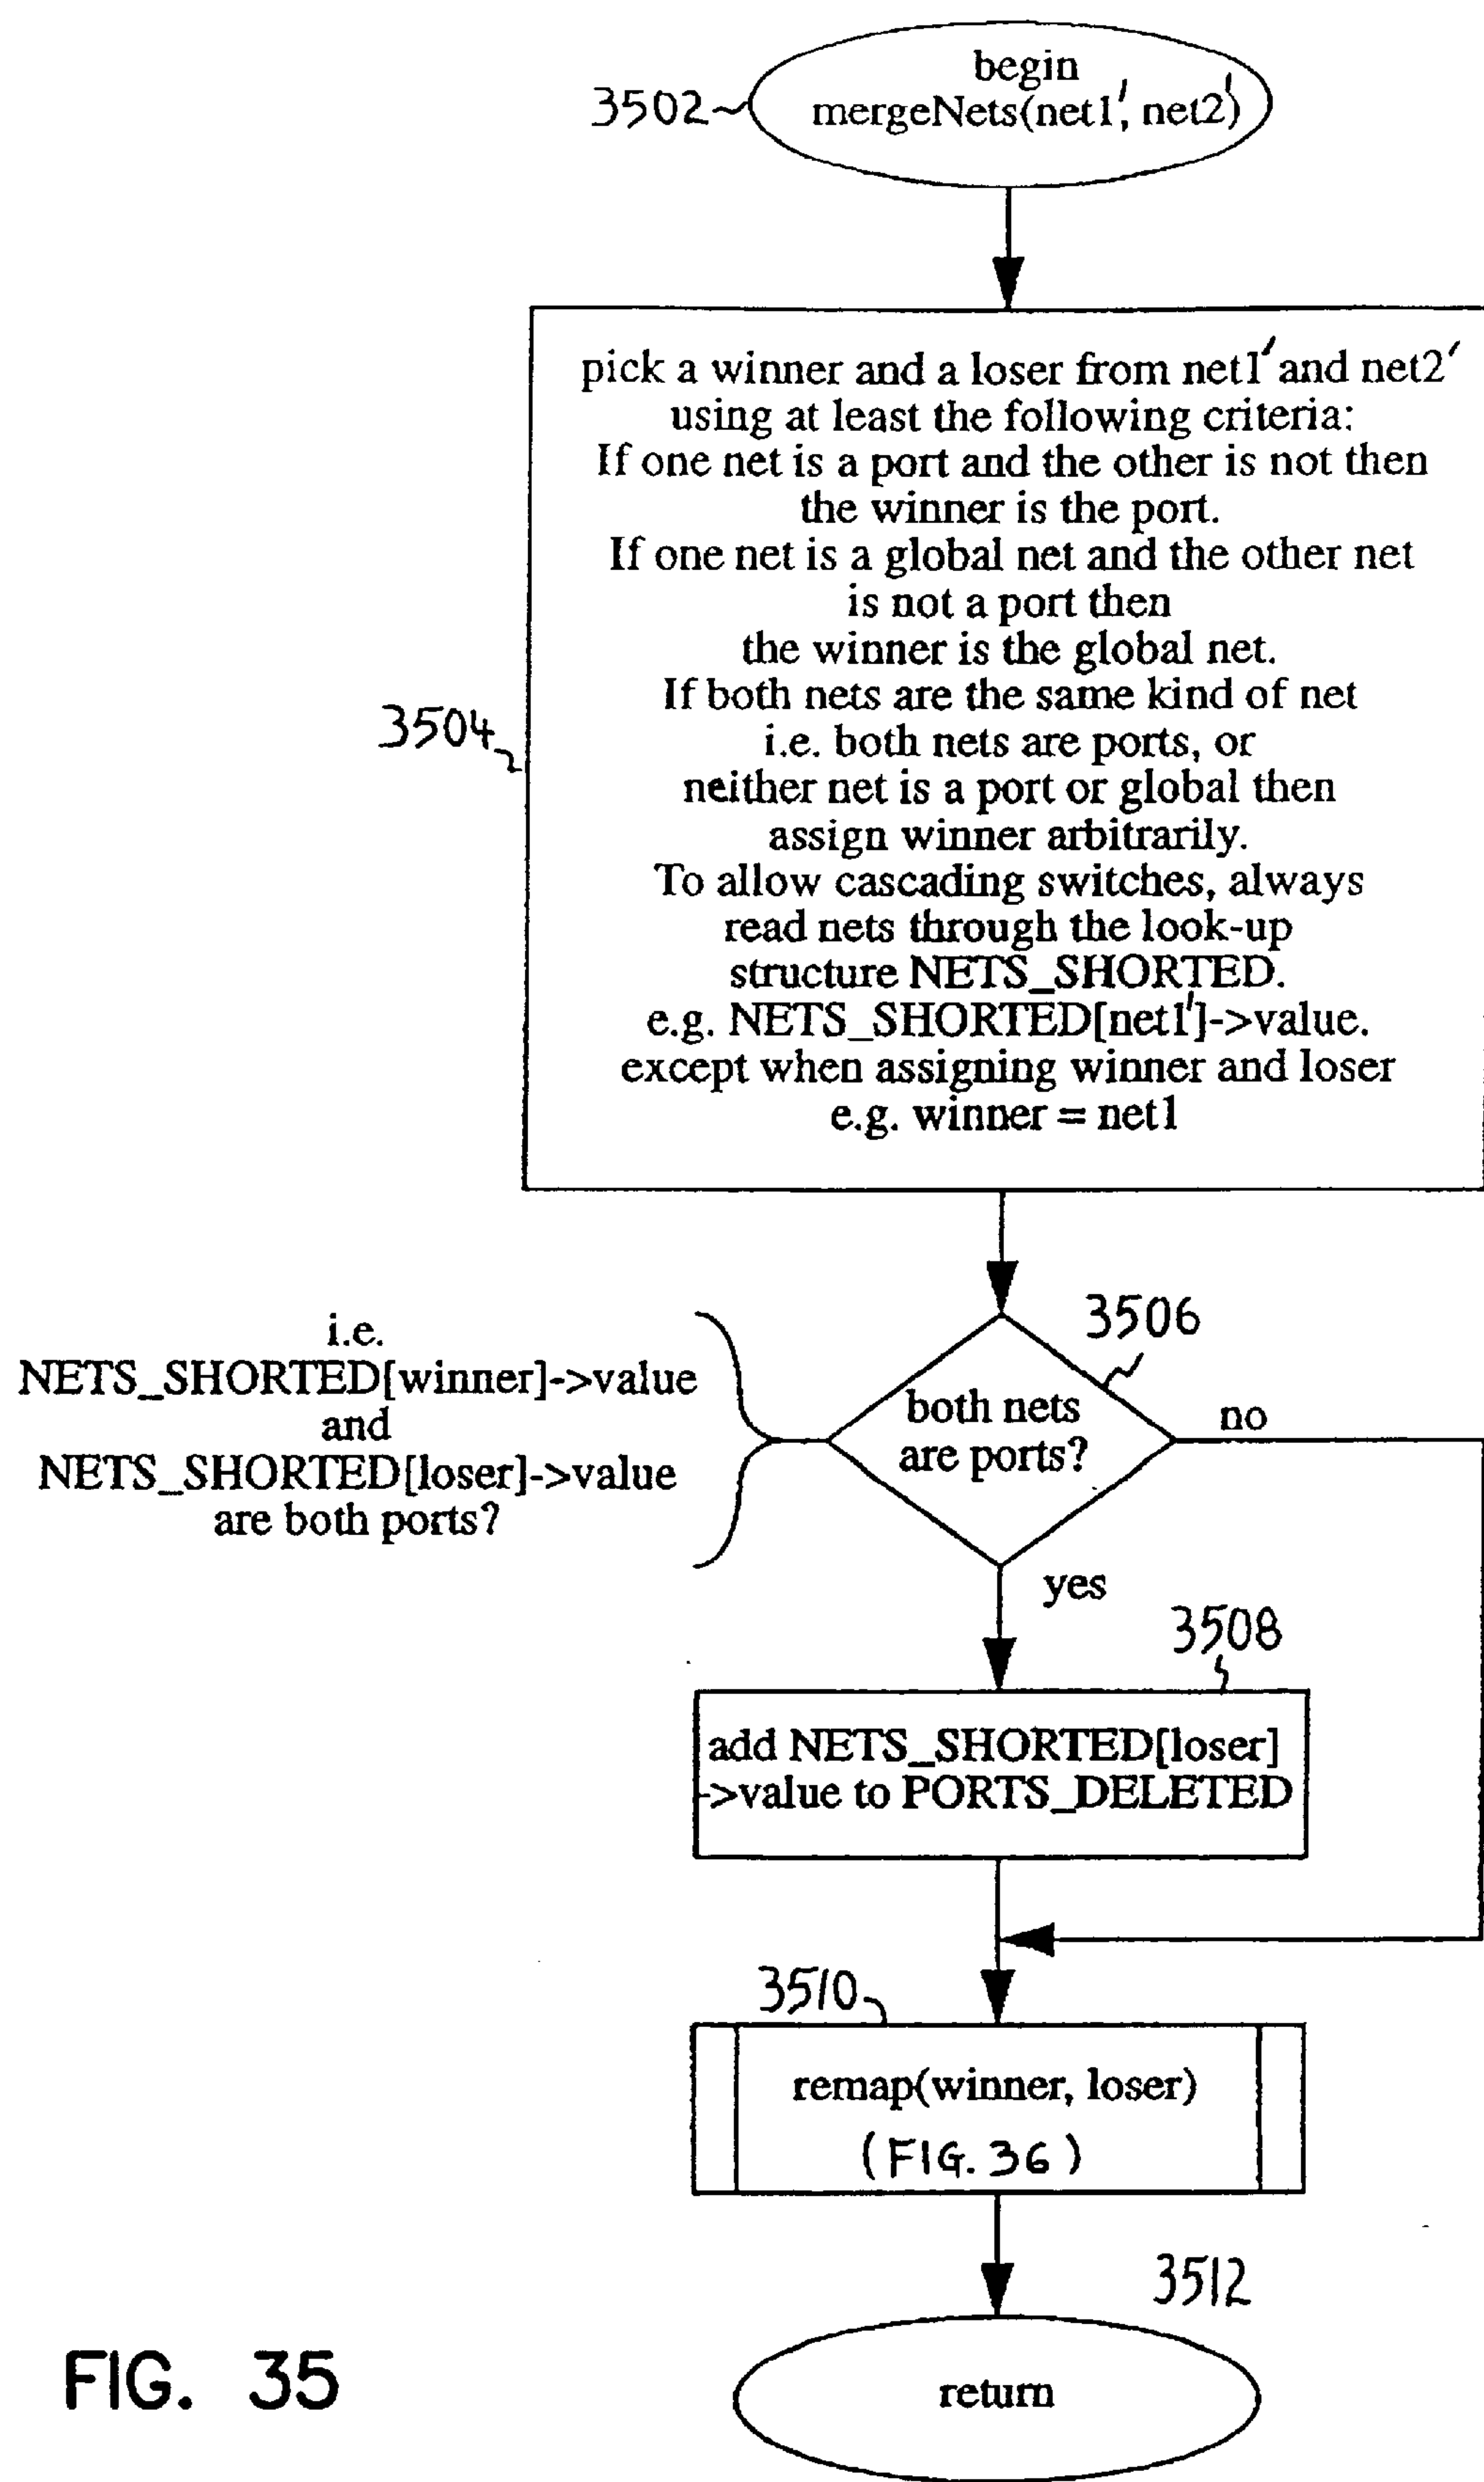 begin
3502
mergeNets(net1', net2')
pick a winner and a loser from net1' and net2'
using at least the following criteria:
If one net is a port and the other is not then
the winner is the port.
If one net is a global net and the other net
is not a port then
the winner is the global net.
If both nets are the same kind of net
3504
i.e. both nets are ports, or
neither net is a port or global then
assign winner arbitrarily.
To allow cascading switches, always
read nets through the look-up
structure NETS_SHORTED.
e.g. NETS_SHORTED[net1']->value.
except when assigning winner and loser
e.g. winner = net1
3506
i.e.
NETS_SHORTED[winner]->value
and
NETS_SHORTED[loser]->value
are both ports?
both nets
are ports?
no
yes
3508
add NETS_SHORTED[loser]
->value to PORTS_DELETED
3510
remap(winner, loser)
(FIG. 36)
3512
return
FIG. 35